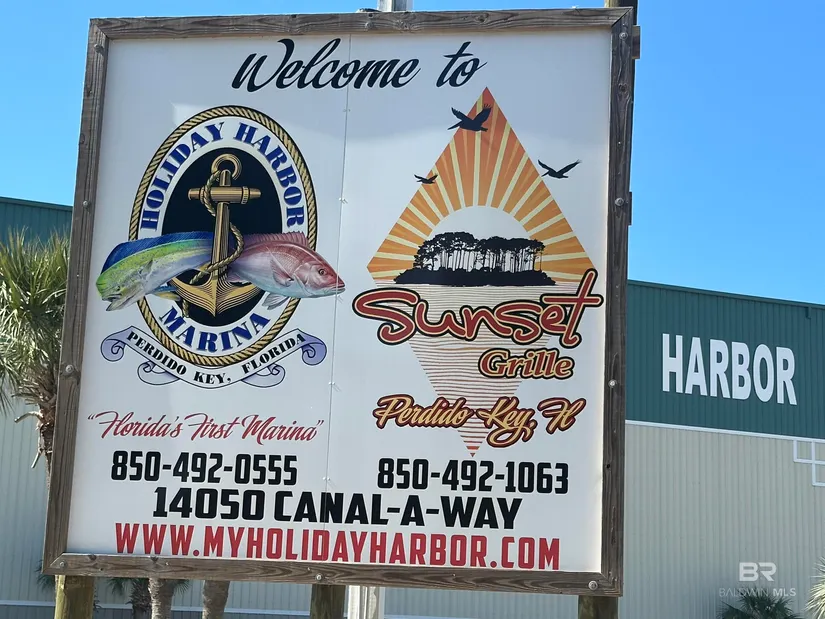 Welcome to
HOLIDAY HARBOR
MARINA
PERDIDO KEY, FLORIDA
"Florida's First Marina"
850-492-0555
Sunset
Grille
Perdido Key, Fl
850-492-1063
14050 CANAL-A-WAY
WWW.MYHOLIDAYHARBOR.COM
HARBOR
BR
BALDWIN MLS